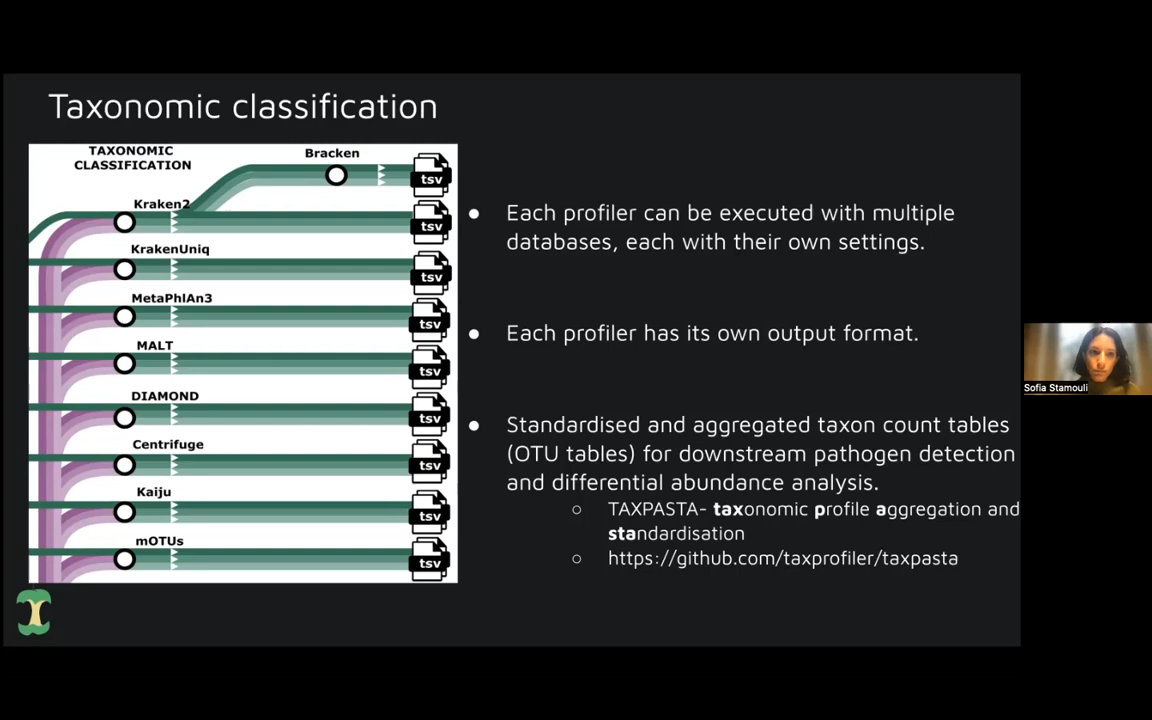 Taxonomic classification
TAXONOMIC
CLASSIFICATION
Bracken
tsv
Kraken2
tsv
KrakenUniq
tsv
MetaPhlAn3
tsv
MALT
tsv
DIAMOND
tsv
Centrifuge
tsv
Kaiju
tsv
mOTUs
tsv
● Each profiler can be executed with multiple
databases, each with their own settings.
● Each profiler has its own output format.
● Standardised and aggregated taxon count tables
(OTU tables) for downstream pathogen detection
and differential abundance analysis.
○ TAXPASTA- taxonomic profile aggregation and
standardisation
○ https://github.com/taxprofiler/taxpasta
Sofia Stamouli